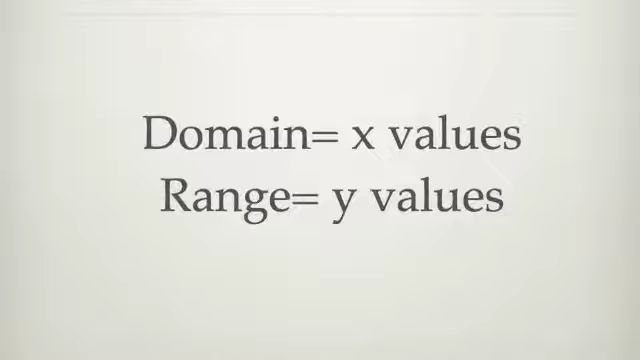 Domain= x values
Range= y values